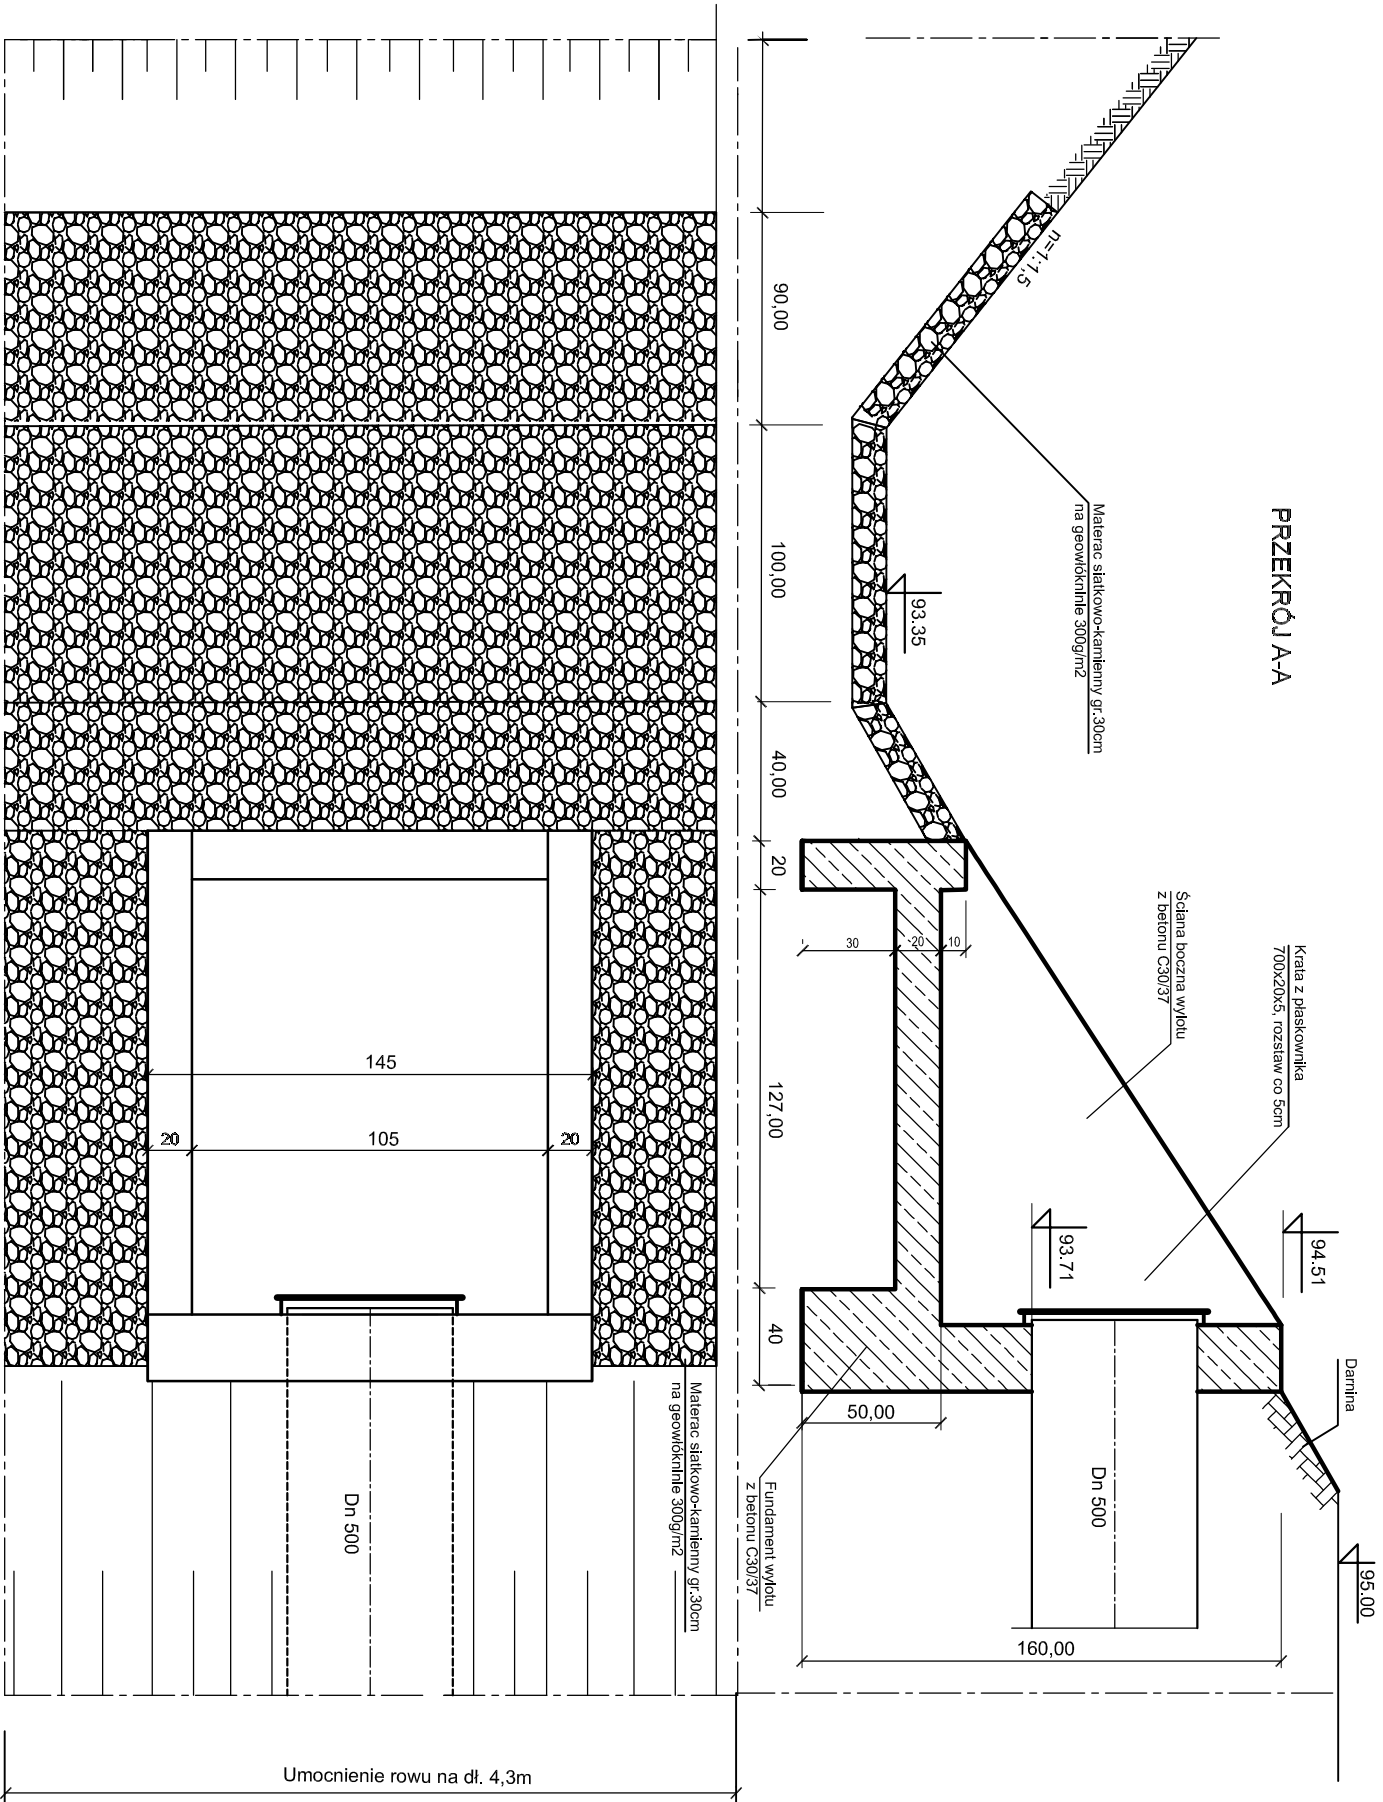 PRZEKRÓJ A-A
n=1:1,5
Materac siatkowo-kamienny gr.30cm
na geowłókninie 300g/m2
93.35
Ściana boczna wylotu
z betonu C30/37
Krata z płaskownika
700x20x5, rozstaw co 5cm
94.51
93.71
Darnina
95.00
Dn 500
30
20
10
90,00
100,00
40,00
20
127,00
40
50,00
160,00
Fundament wylotu
z betonu C30/37
145
20
105
20
Dn 500
Materac siatkowo-kamienny gr.30cm
na geowłókninie 300g/m2
Umocnienie rowu na dł. 4,3m